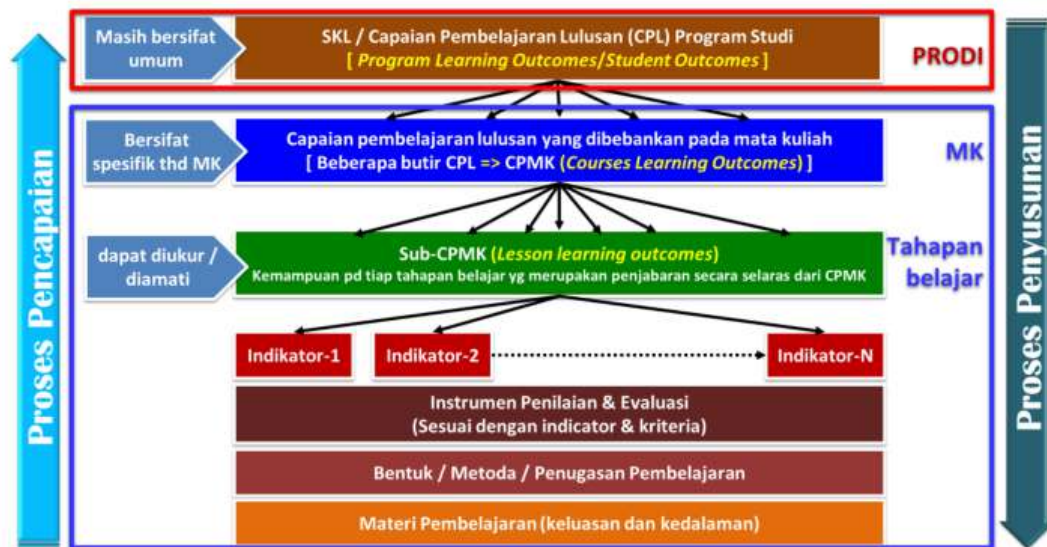 Masih bersifat
umum
SKL / Capaian Pembelajaran Lulusan (CPL) Program Studi
[ Program Learning Outcomes/Student Outcomes ]
PRODI
Bersifat
spesifik thd MK
Capaian pembelajaran lulusan yang dibebankan pada mata kuliah
[ Beberapa butir CPL => CPMK (Courses Learning Outcomes) ]
MK
dapat diukur /
diamati
Sub-CPMK (Lesson learning outcomes)
Kemampuan pd tiap tahapan belajar yg merupakan penjabaran secara selaras dari CPMK
Tahapan
belajar
Indikator-1
Indikator-2
Indikator-N
Instrumen Penilaian & Evaluasi
(Sesuai dengan indicator & kriteria)
Bentuk / Metoda / Penugasan Pembelajaran
Materi Pembelajaran (keluasan dan kedalaman)
Proses Pencapaian
Proses Penyusunan